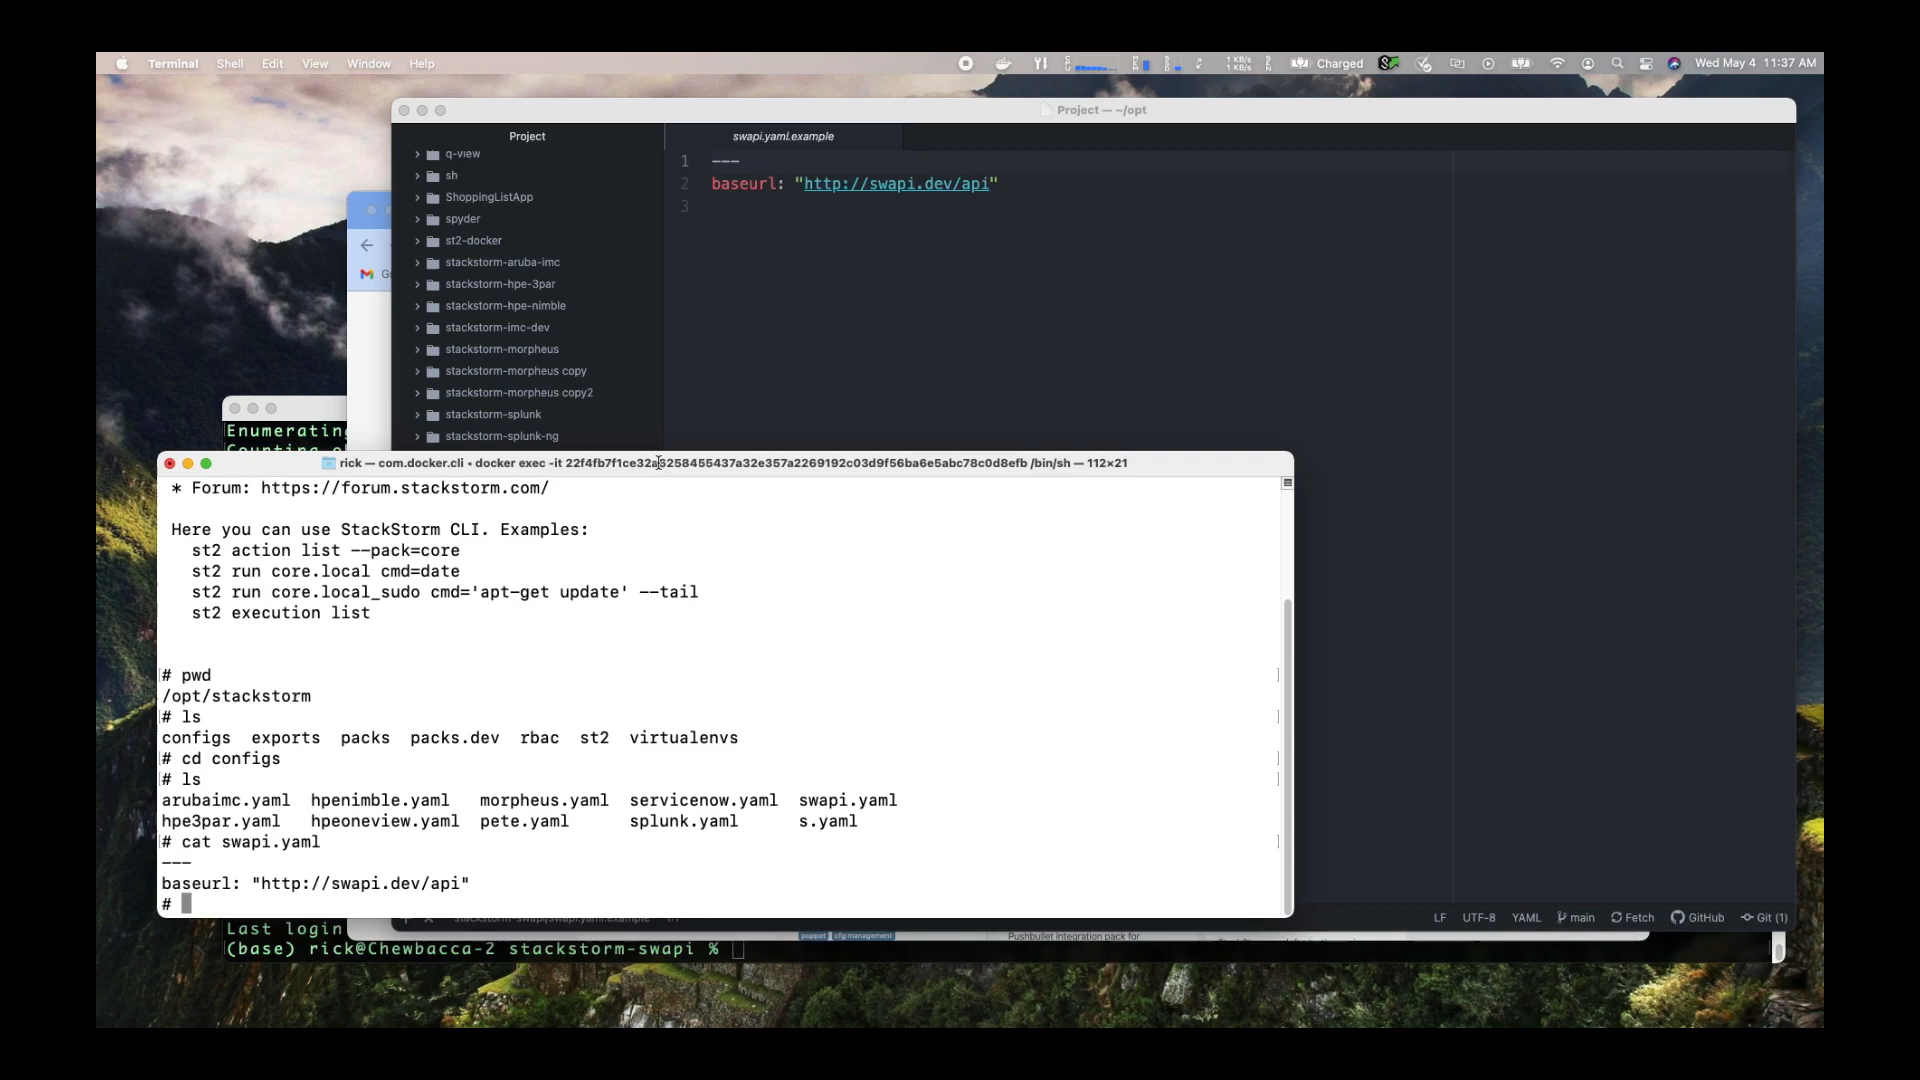 Terminal Shell Edit View Window Help
1 KB/s
1 KB/s
Charged
Wed May 4 11:37 AM
Project — ~/opt
Project
q-view
sh
ShoppingListApp
spyder
st2-docker
stackstorm-aruba-imc
stackstorm-hpe-3par
stackstorm-hpe-nimble
stackstorm-imc-dev
stackstorm-morpheus
stackstorm-morpheus copy
stackstorm-morpheus copy2
stackstorm-splunk
stackstorm-splunk-ng
swapi.yaml.example
1 ---
2 baseurl: "http://swapi.dev/api"
3
Enumerating
rick — com.docker.cli ◂ docker exec -it 22f4fb7f1ce32a6258455437a32e357a2269192c03d9f56ba6e5abc78c0d8efb /bin/sh — 112×21
* Forum: https://forum.stackstorm.com/
Here you can use StackStorm CLI. Examples:
st2 action list --pack=core
st2 run core.local cmd=date
st2 run core.local_sudo cmd='apt-get update' --tail
st2 execution list
# pwd
/opt/stackstorm
# ls
configs exports packs packs.dev rbac st2 virtualenvs
# cd configs
# ls
arubaimc.yaml hpenimble.yaml morpheus.yaml servicenow.yaml swapi.yaml
hpe3par.yaml hpeoneview.yaml pete.yaml splunk.yaml s.yaml
# cat swapi.yaml
---
baseurl: "http://swapi.dev/api"
#
LF UTF-8 YAML main Fetch GitHub Git (1)
Last login
puppet cfg management
Pushbullet integration pack for
(base) rick@Chewbacca-2 stackstorm-swapi %